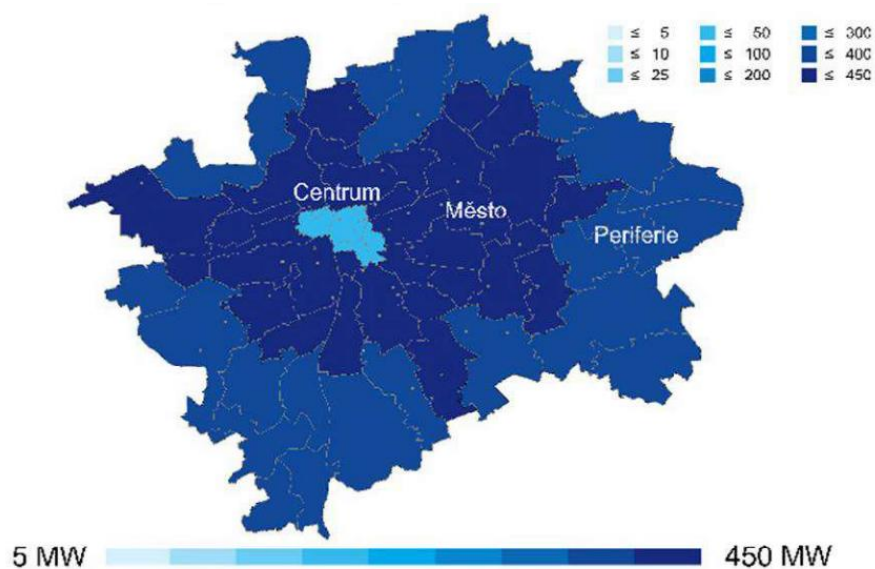 ≤ 5 ≤ 50 ≤ 300
≤ 10 ≤ 100 ≤ 400
≤ 25 ≤ 200 ≤ 450
Centrum
Město
Periferie
5 MW 450 MW